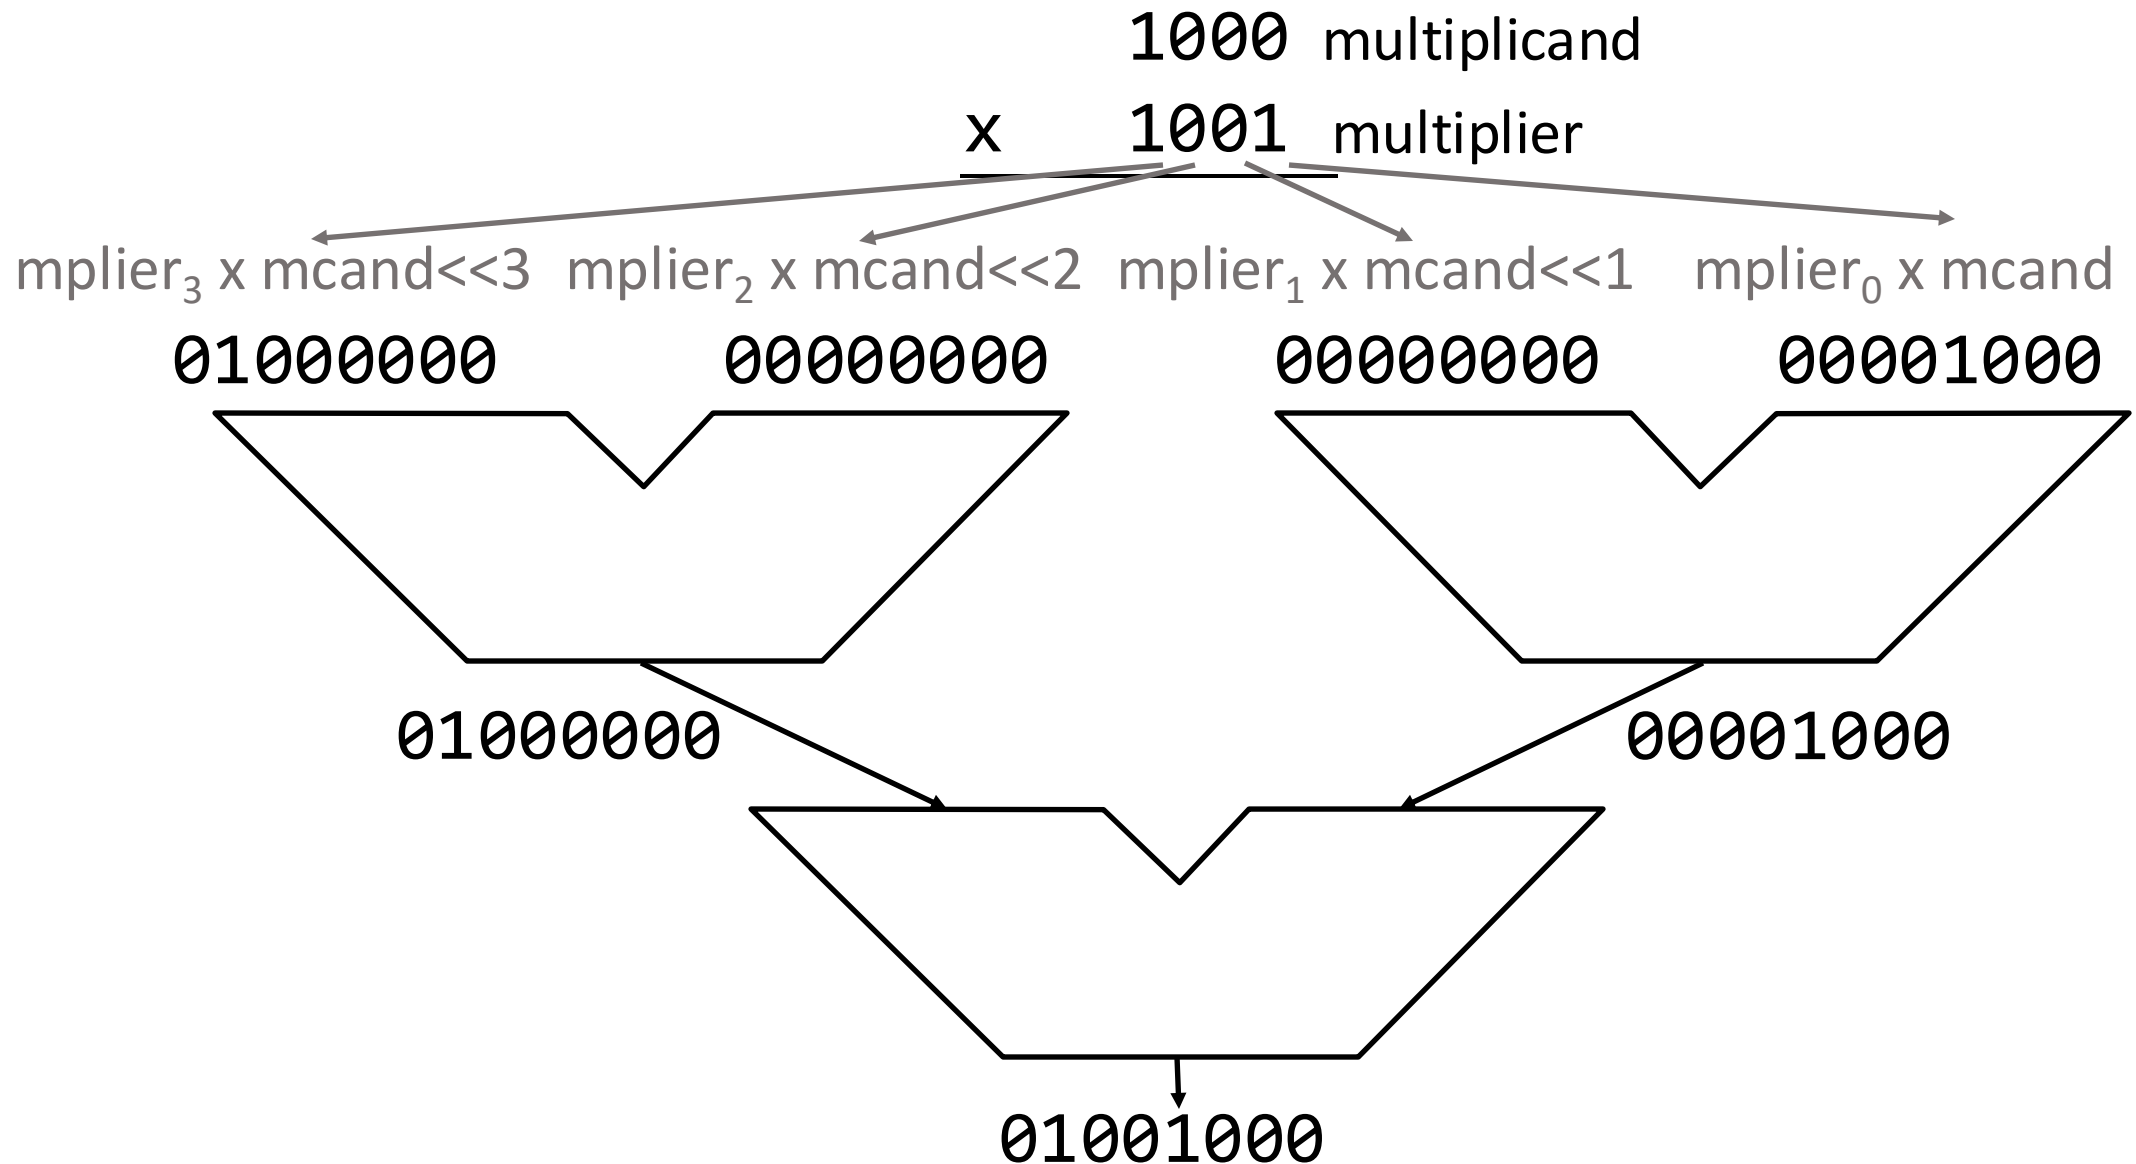 1000 multiplicand
x 1001 multiplier
mplier₃ x mcand<<3 mplier₂ x mcand<<2 mplier₁ x mcand<<1 mplier₀ x mcand
01000000 00000000 00000000 00001000
01000000 00001000
01001000